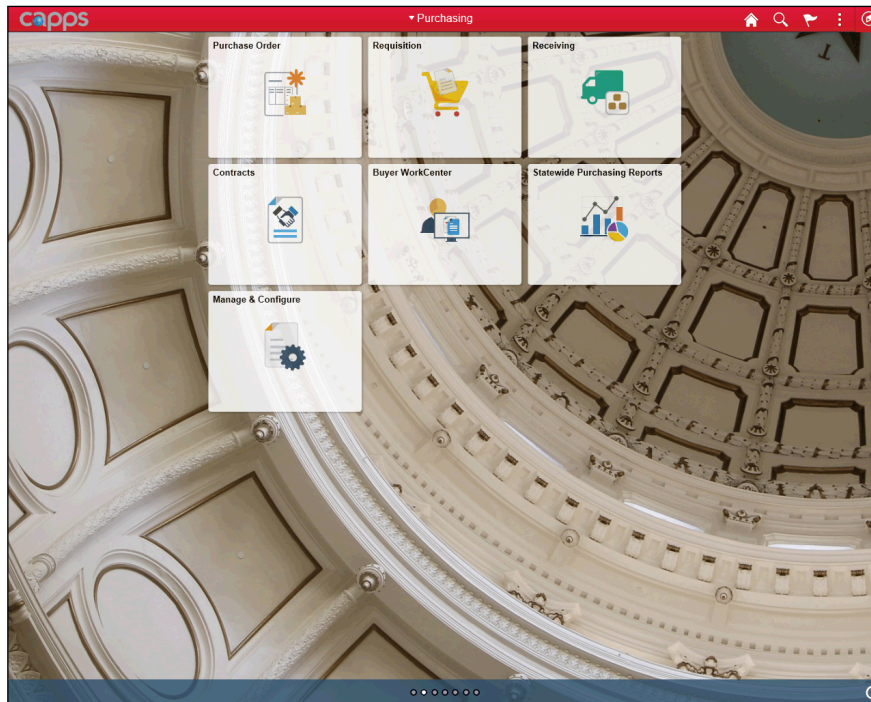 capps
Purchasing
Purchase Order
Requisition
Receiving
Contracts
Buyer WorkCenter
Statewide Purchasing Reports
Manage & Configure